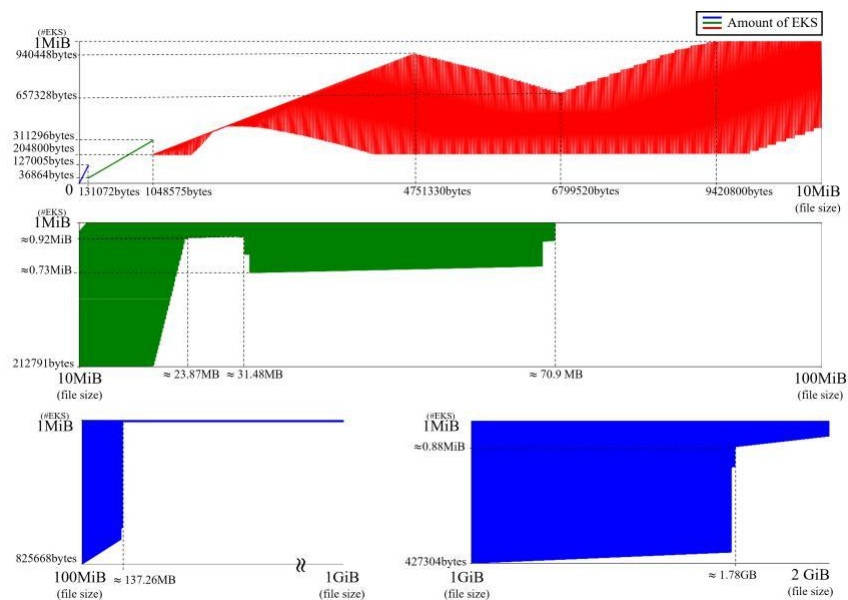 Amount of EKS
(#EKS)
1MiB
940448bytes
657328bytes
311296bytes
204800bytes
127005bytes
36864bytes
0 131072bytes 1048575bytes 4751330bytes 6799520bytes 9420800bytes 10MiB
(file size)
(#EKS)
1MiB
≈0.92MiB
≈0.73MiB
212791bytes
10MiB ≈ 23.87MB ≈ 31.48MB ≈ 70.9 MB 100MiB
(file size) (file size)
(#EKS) (#EKS)
1MiB 1MiB
≈0.88MiB
825668bytes 427304bytes
100MiB ≈ 137.26MB 1GiB 1GiB ≈ 1.78GB 2 GiB
(file size) (file size) (file size) (file size)